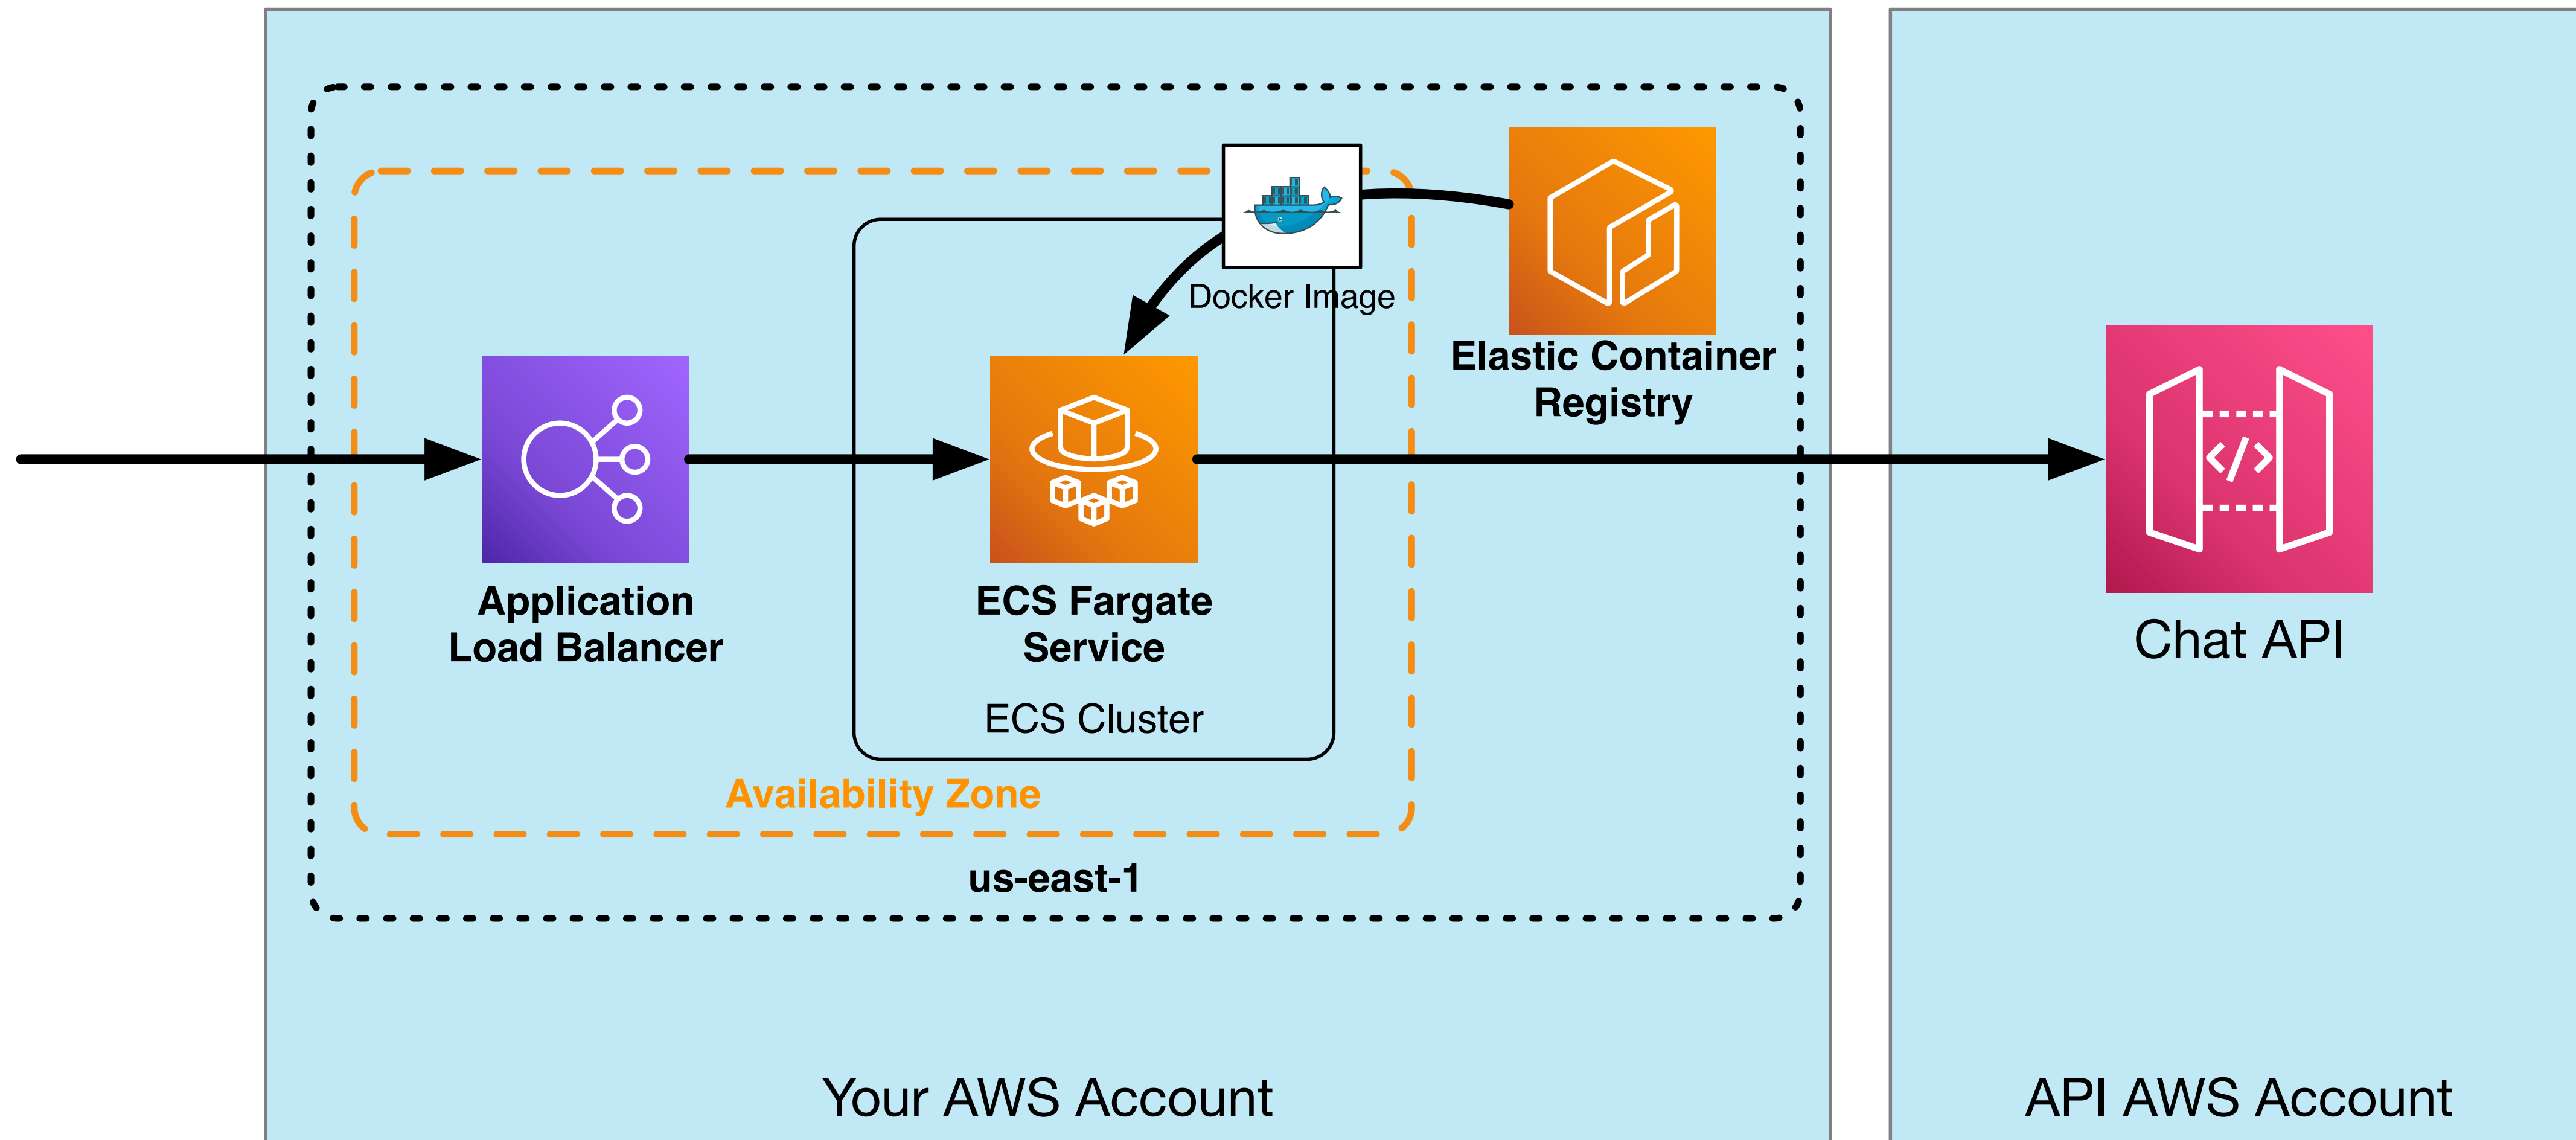 Docker Image
Elastic Container
Registry
Application
Load Balancer
ECS Fargate
Service
</>
Chat API
ECS Cluster
Availability Zone
us-east-1
Your AWS Account
API AWS Account